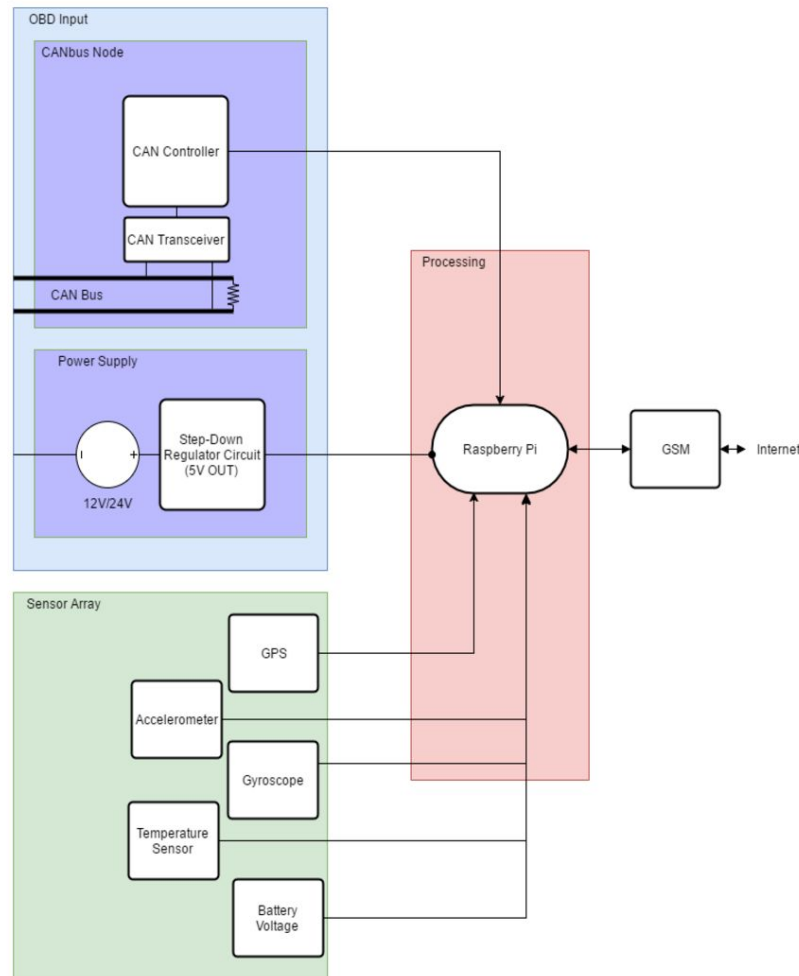 OBD Input
CANbus Node
CAN Controller
CAN Transceiver
CAN Bus
Power Supply
Step-Down
Regulator Circuit
(5V OUT)
12V/24V
Processing
Raspberry Pi
GSM
Internet
Sensor Array
GPS
Accelerometer
Gyroscope
Temperature
Sensor
Battery
Voltage